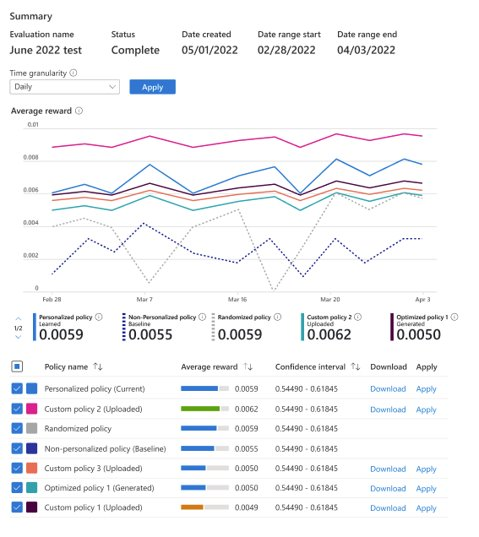 Summary
Evaluation name Status Date created Date range start Date range end
June 2022 test Complete 05/01/2022 02/28/2022 04/03/2022
Time granularity
Daily Apply
Average reward
0.01
0.008
0.006
0.004
0.002
0
Feb 28 Mar 7 Mar 16 Mar 20 Apr 3
1/2
Personalized policy
Learned
0.0059
Non-Personalized policy
Baseline
0.0055
Randomized policy
0.0059
Custom policy 2
Uploaded
0.0062
Optimized policy 1
Generated
0.0050
Policy name Average reward Confidence interval Download Apply
Personalized policy (Current) 0.0059 0.54490 - 0.61845 Download Apply
Custom policy 2 (Uploaded) 0.0062 0.54490 - 0.61845 Download Apply
Randomized policy 0.0059 0.54490 - 0.61845
Non-personalized policy (Baseline) 0.0055 0.54490 - 0.61845
Custom policy 3 (Uploaded) 0.0050 0.54490 - 0.61845 Download Apply
Optimized policy 1 (Generated) 0.0050 0.54490 - 0.61845 Download Apply
Custom policy 1 (Uploaded) 0.0049 0.54490 - 0.61845 Download Apply